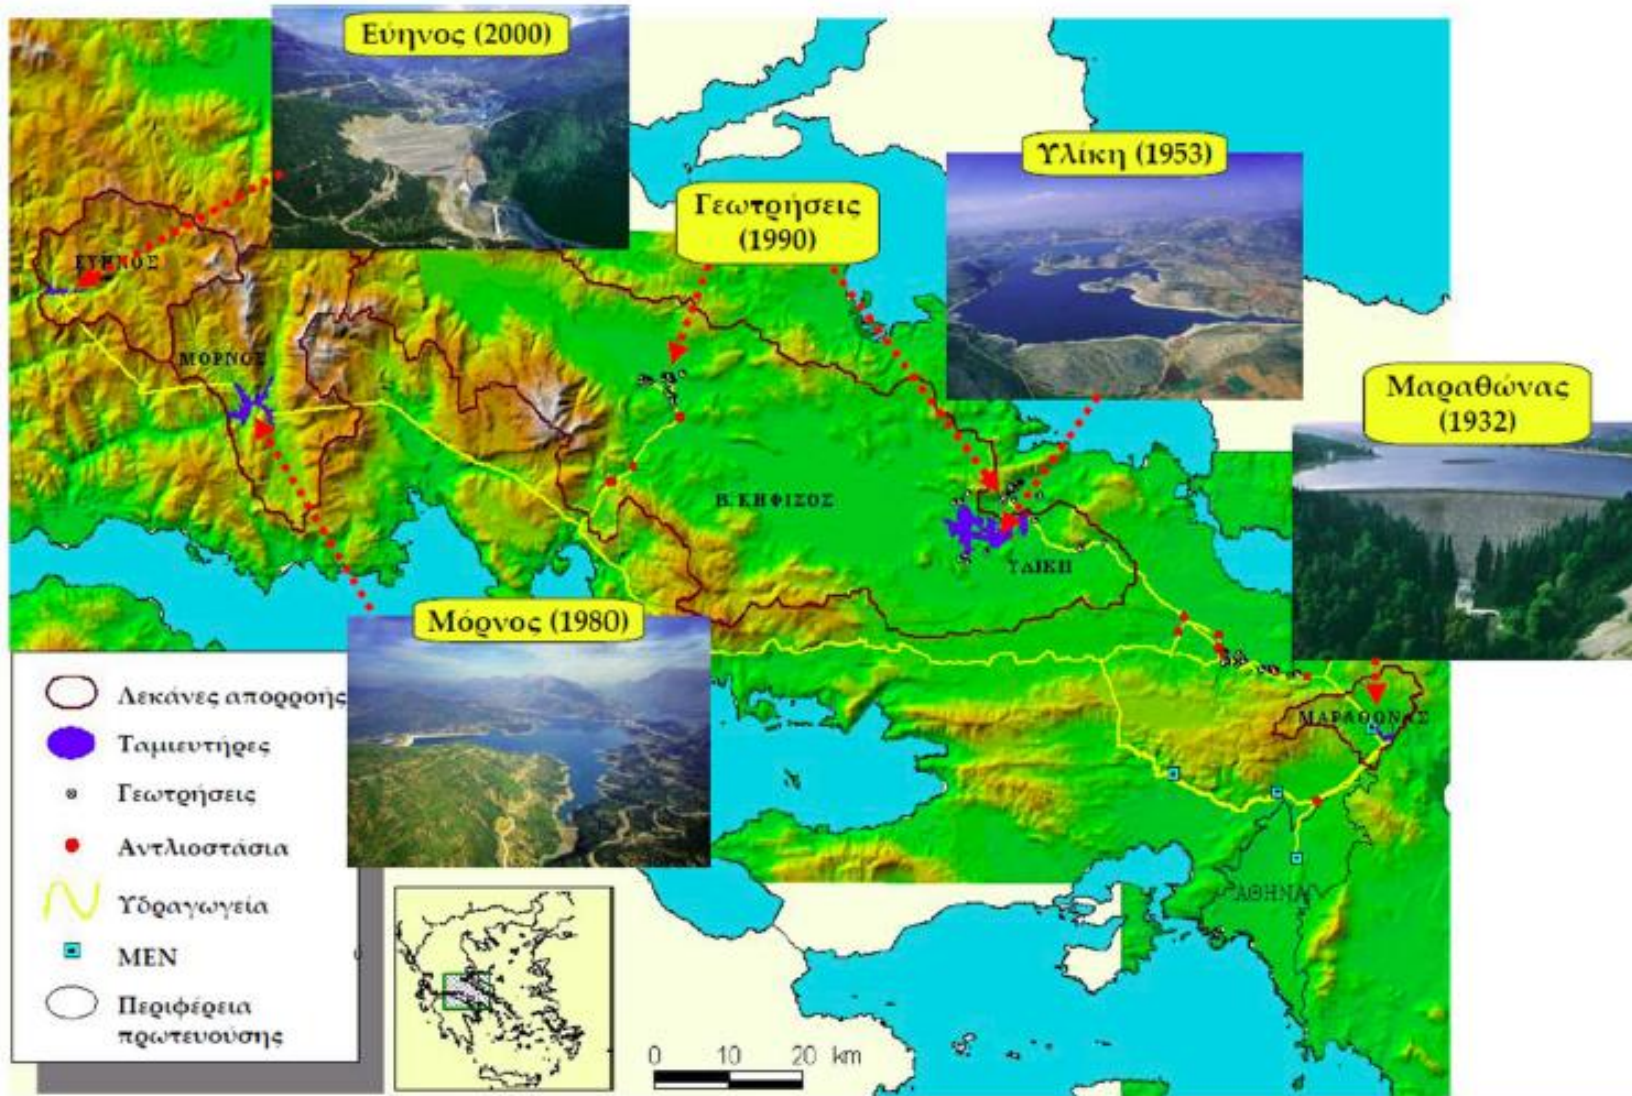 Εύηνος (2000)
Υλίκη (1953)
Γεωτρήσεις
(1990)
ΕΥΗΝΟΣ
ΜΟΡΝΟΣ
Μαραθώνας
(1932)
Β. ΚΗΦΙΣΟΣ
ΥΛΙΚΗ
Μόρνος (1980)
ΜΑΡΑΘΩΝΑΣ
Λεκάνες απορροής
Ταμιευτήρες
Γεωτρήσεις
Αντλιοστάσια
Υδραγωγεία
ΜΕΝ
Περιφέρεια
πρωτευούσης
ΑΘΗΝΑ
0 10 20 km